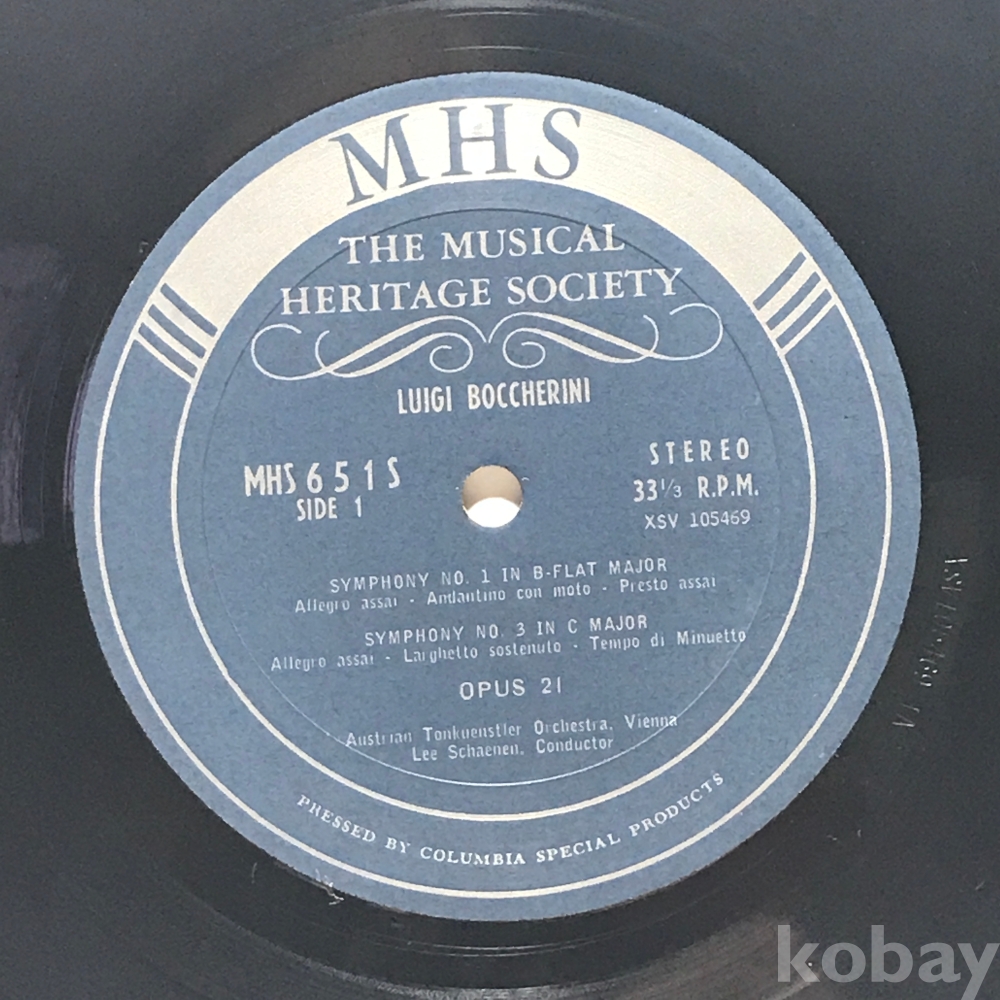 MHS
THE MUSICAL
HERITAGE SOCIETY
LUIGI BOCCHERINI
MHS 651S
SIDE 1
STEREO
33⅓ R.P.M.
XSV 105469
SYMPHONY NO. 1 IN B-FLAT MAJOR
Allegro assai - Andantino con moto - Presto assai
SYMPHONY NO. 3 IN C MAJOR
Allegro assai - Larghetto sostenuto - Tempo di Minuetto
OPUS 21
Austrian Tonkuenstler Orchestra, Vienna
Lee Schaenen, Conductor
PRESSED BY COLUMBIA SPECIAL PRODUCTS
kobay